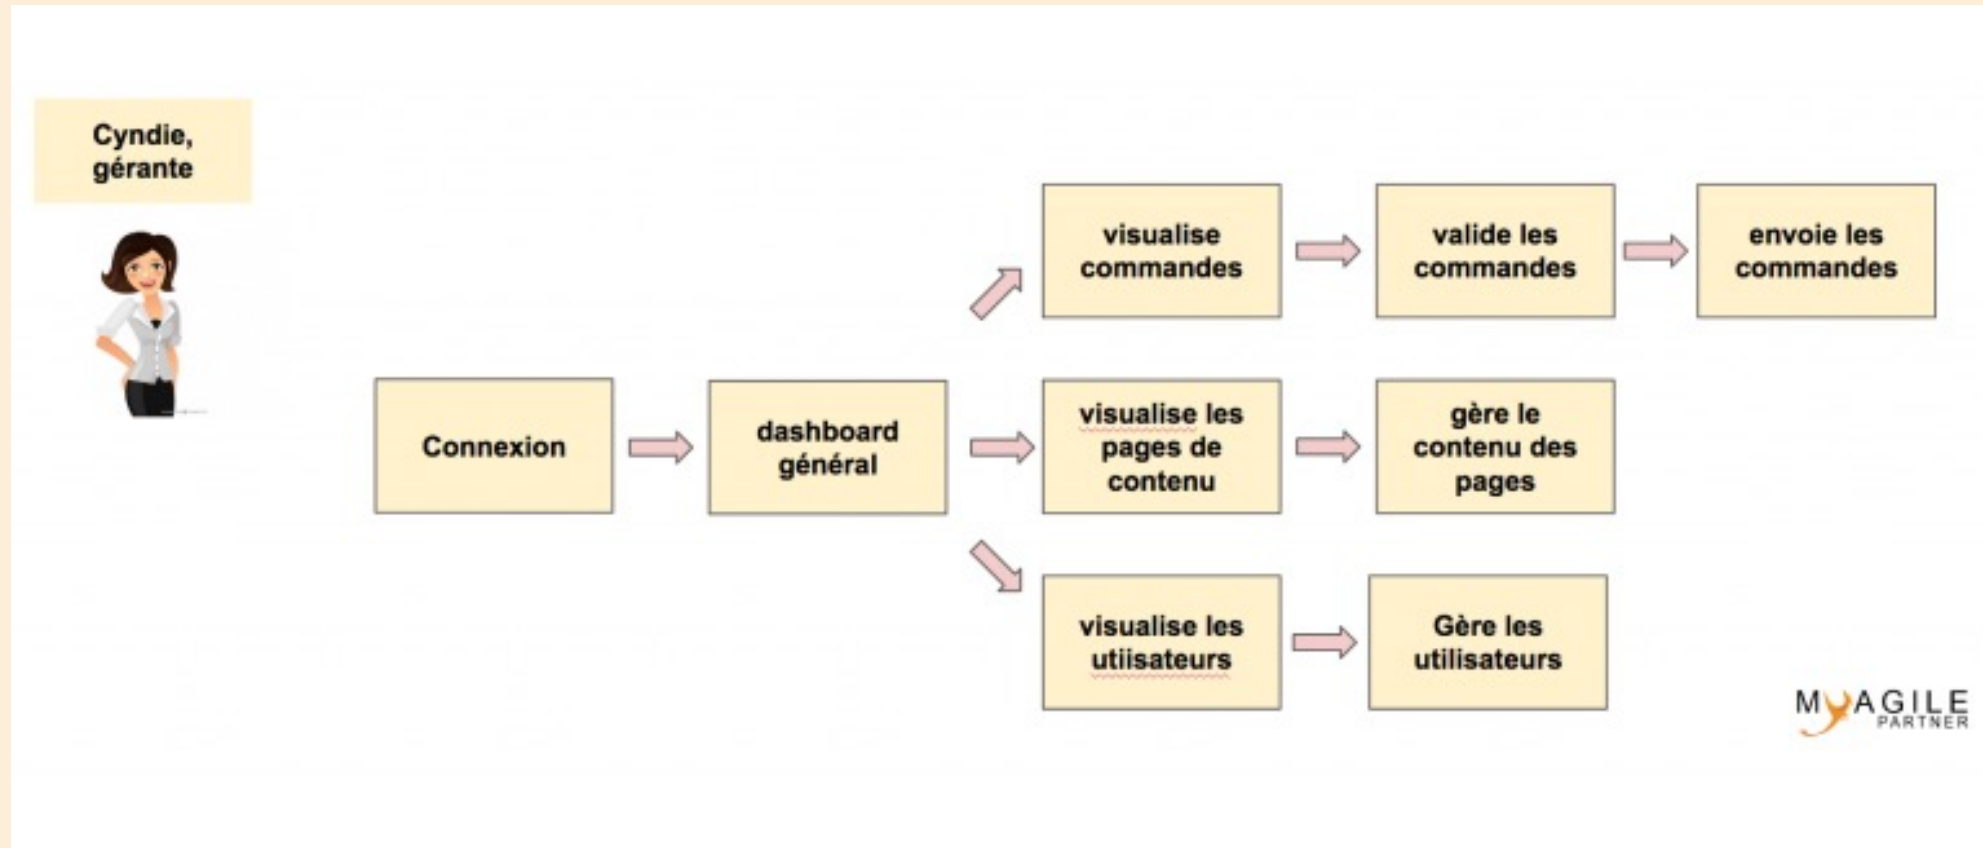 Cyndie,
gérante
visualise
commandes
valide les
commandes
envoie les
commandes
Connexion
dashboard
général
visualise les
pages de
contenu
gère le
contenu des
pages
visualise les
utiisateurs
Gère les
utilisateurs
MYAGILE
PARTNER